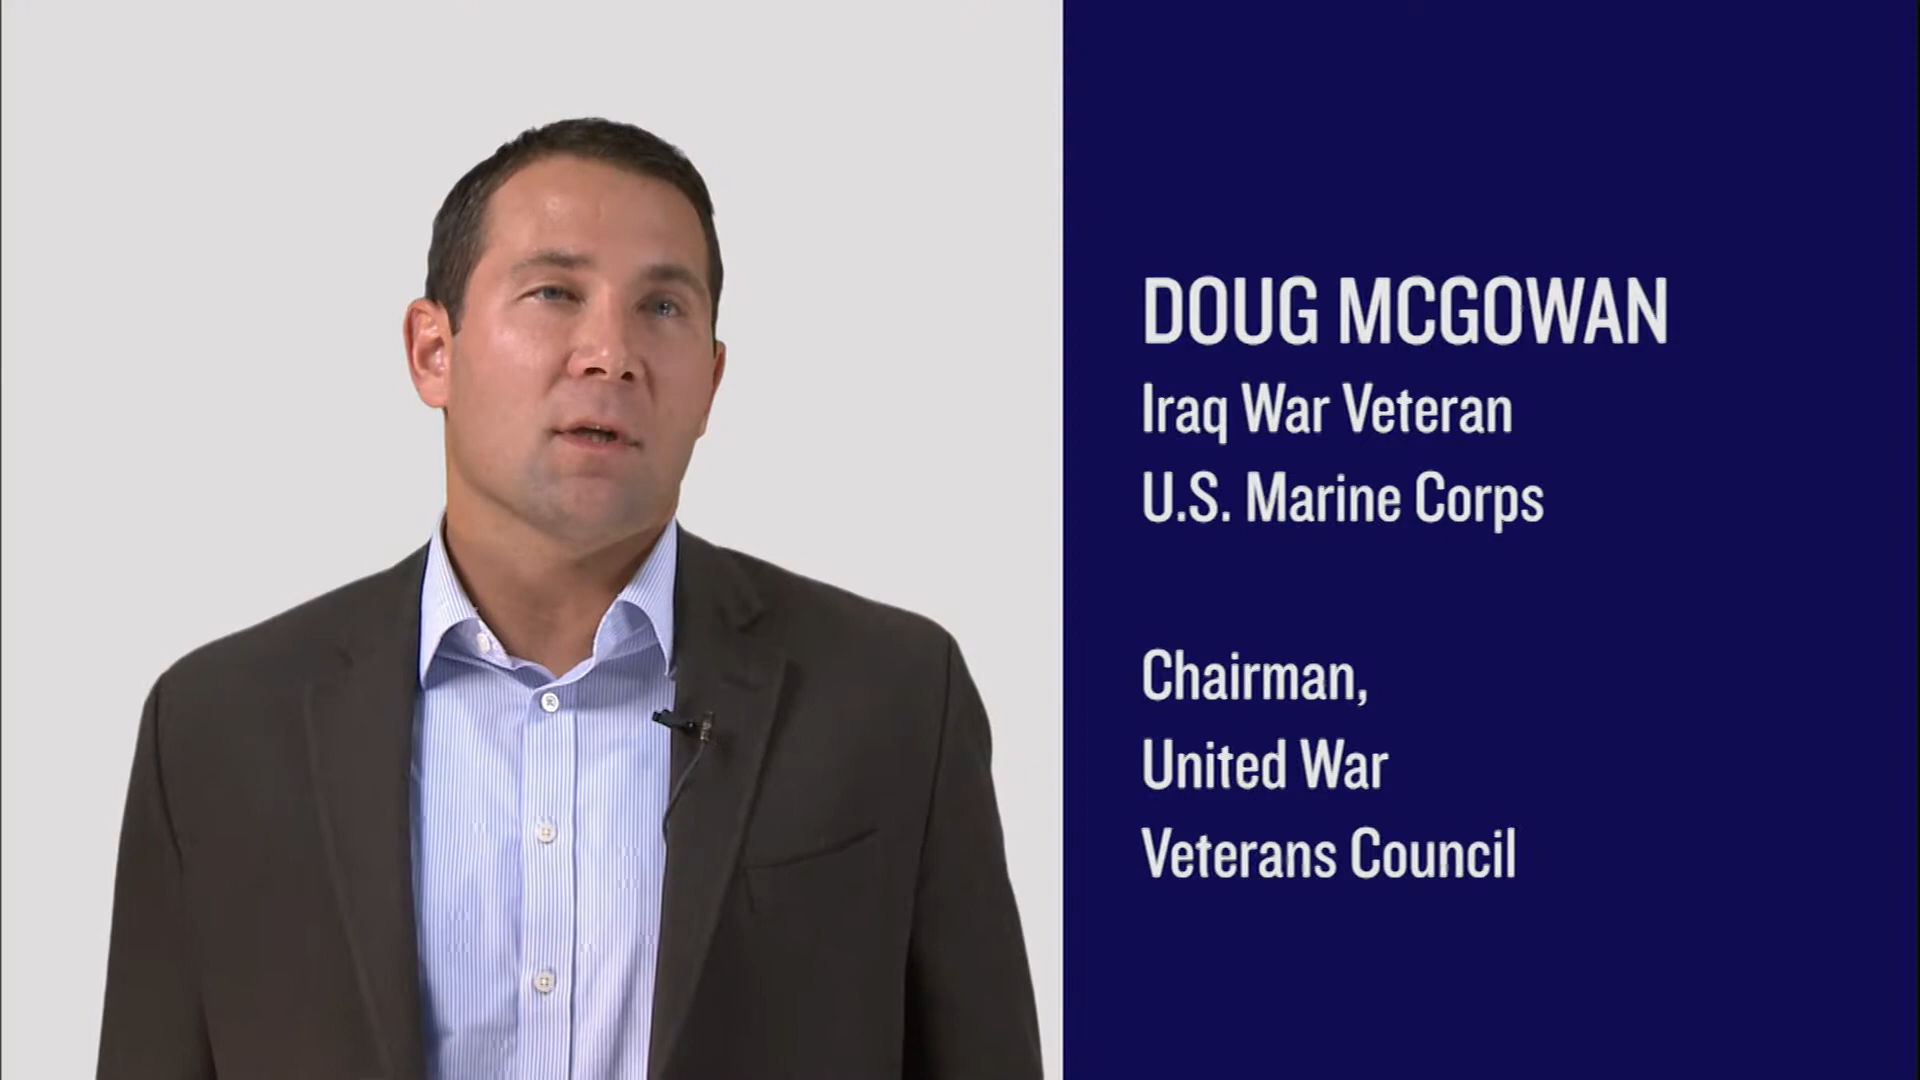 DOUG MCGOWAN
Iraq War Veteran
U.S. Marine Corps
Chairman,
United War
Veterans Council